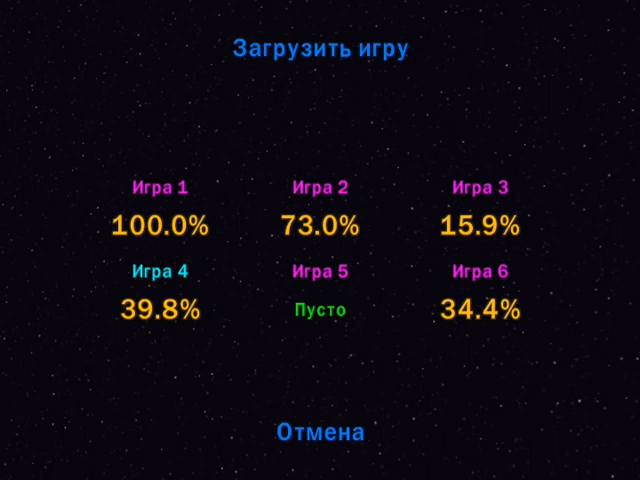 Загрузить игру
Игра 1 Игра 2 Игра 3
100.0% 73.0% 15.9%
Игра 4 Игра 5 Игра 6
39.8% Пусто 34.4%
Отмена